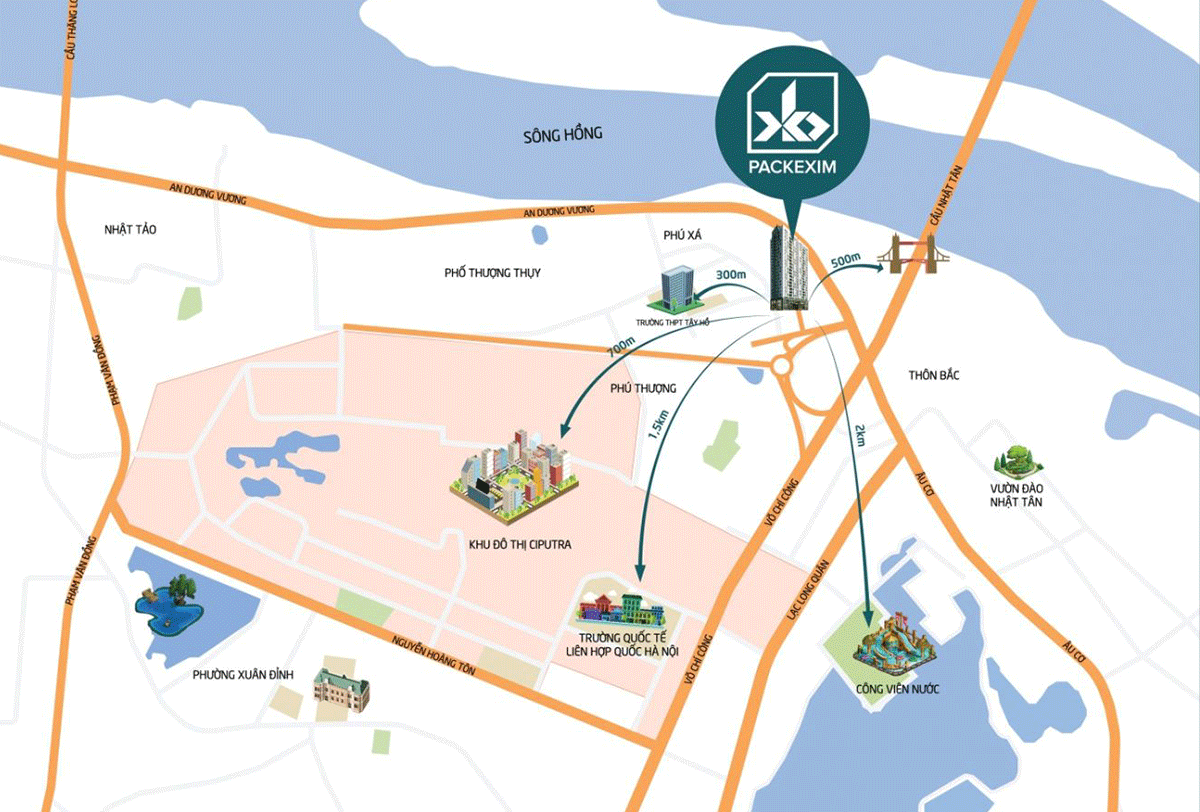 CẦU THĂNG LO
SÔNG HỒNG
PACKEXIM
CẦU NHẬT TÂN
AN DƯƠNG VƯƠNG
AN DƯƠNG VƯƠNG
NHẬT TẢO
PHÚ XÁ
PHỐ THƯỢNG THỤY
500m
300m
TRƯỜNG THPT TÂY HỒ
700m
PHẠM VĂN ĐỒNG
PHÚ THƯỢNG
THÔN BẮC
1,5km
2km
VÕ CHÍ CÔNG
ÂU CƠ
VƯỜN ĐÀO
NHẬT TÂN
KHU ĐÔ THỊ CIPUTRA
PHẠM VĂN ĐỒNG
LẠC LONG QUÂN
NGUYỄN HOÀNG TÔN
TRƯỜNG QUỐC TẾ
LIÊN HỢP QUỐC HÀ NỘI
VÕ CHÍ CÔNG
ÂU CƠ
PHƯỜNG XUÂN ĐỈNH
CÔNG VIÊN NƯỚC